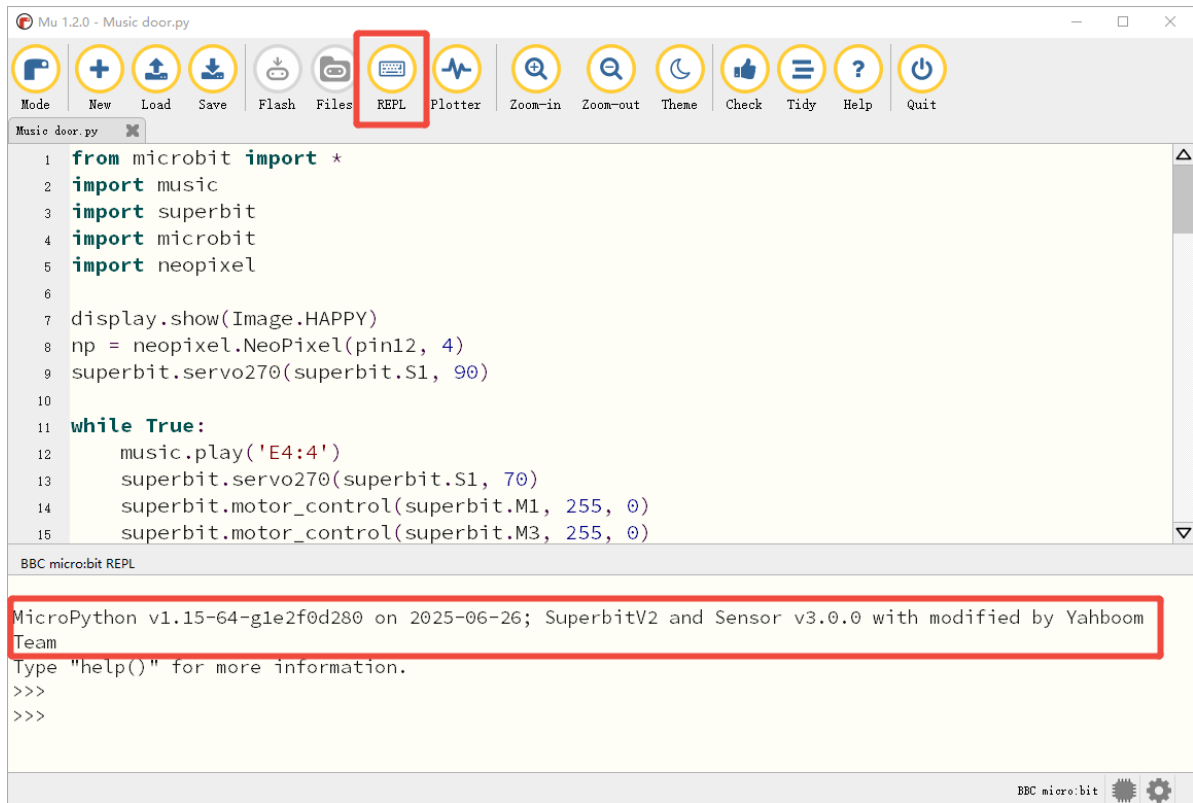 Mu 1.2.0 - Music door.py
Mode New Load Save Flash Files REPL Plotter Zoom-in Zoom-out Theme Check Tidy Help Quit
Music door.py
1 from microbit import *
2 import music
3 import superbit
4 import microbit
5 import neopixel
6
7 display.show(Image.HAPPY)
8 np = neopixel.NeoPixel(pin12, 4)
9 superbit.servo270(superbit.S1, 90)
10
11 while True:
12     music.play('E4:4')
13     superbit.servo270(superbit.S1, 70)
14     superbit.motor_control(superbit.M1, 255, 0)
15     superbit.motor_control(superbit.M3, 255, 0)
BBC micro:bit REPL
MicroPython v1.15-64-g1e2f0d280 on 2025-06-26; SuperbitV2 and Sensor v3.0.0 with modified by Yahboom
Team
Type "help()" for more information.
>>>
>>>
BBC micro:bit